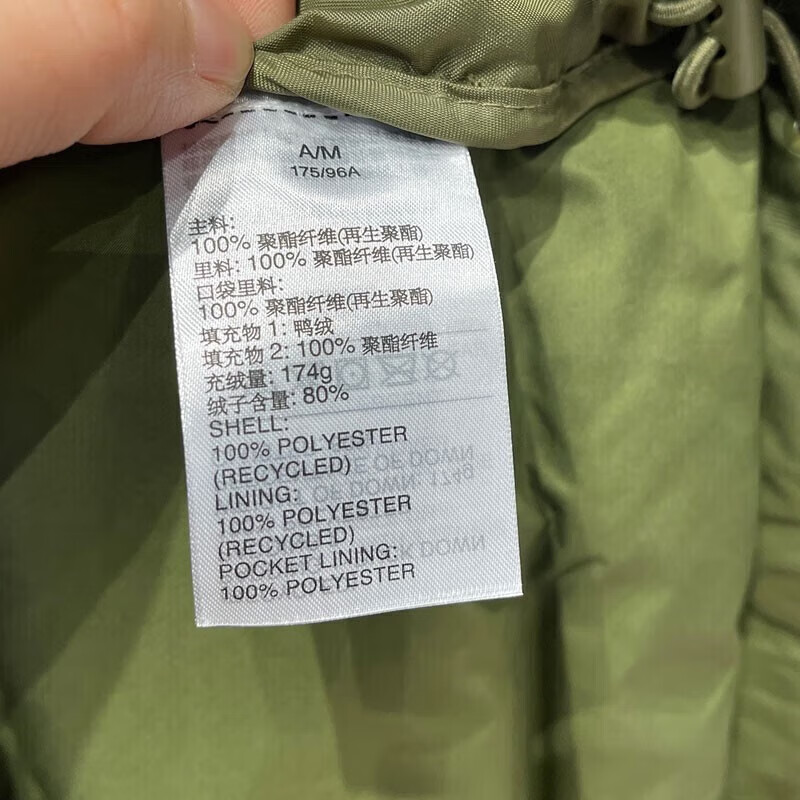 A/M
175/96A
主料:
100% 聚酯纤维(再生聚酯)
里料: 100% 聚酯纤维(再生聚酯)
口袋里料:
100% 聚酯纤维(再生聚酯)
填充物 1: 鸭绒
填充物 2: 100% 聚酯纤维
充绒量: 174g
绒子含量: 80%
SHELL:
100% POLYESTER
(RECYCLED)
LINING:
100% POLYESTER
(RECYCLED)
POCKET LINING:
100% POLYESTER